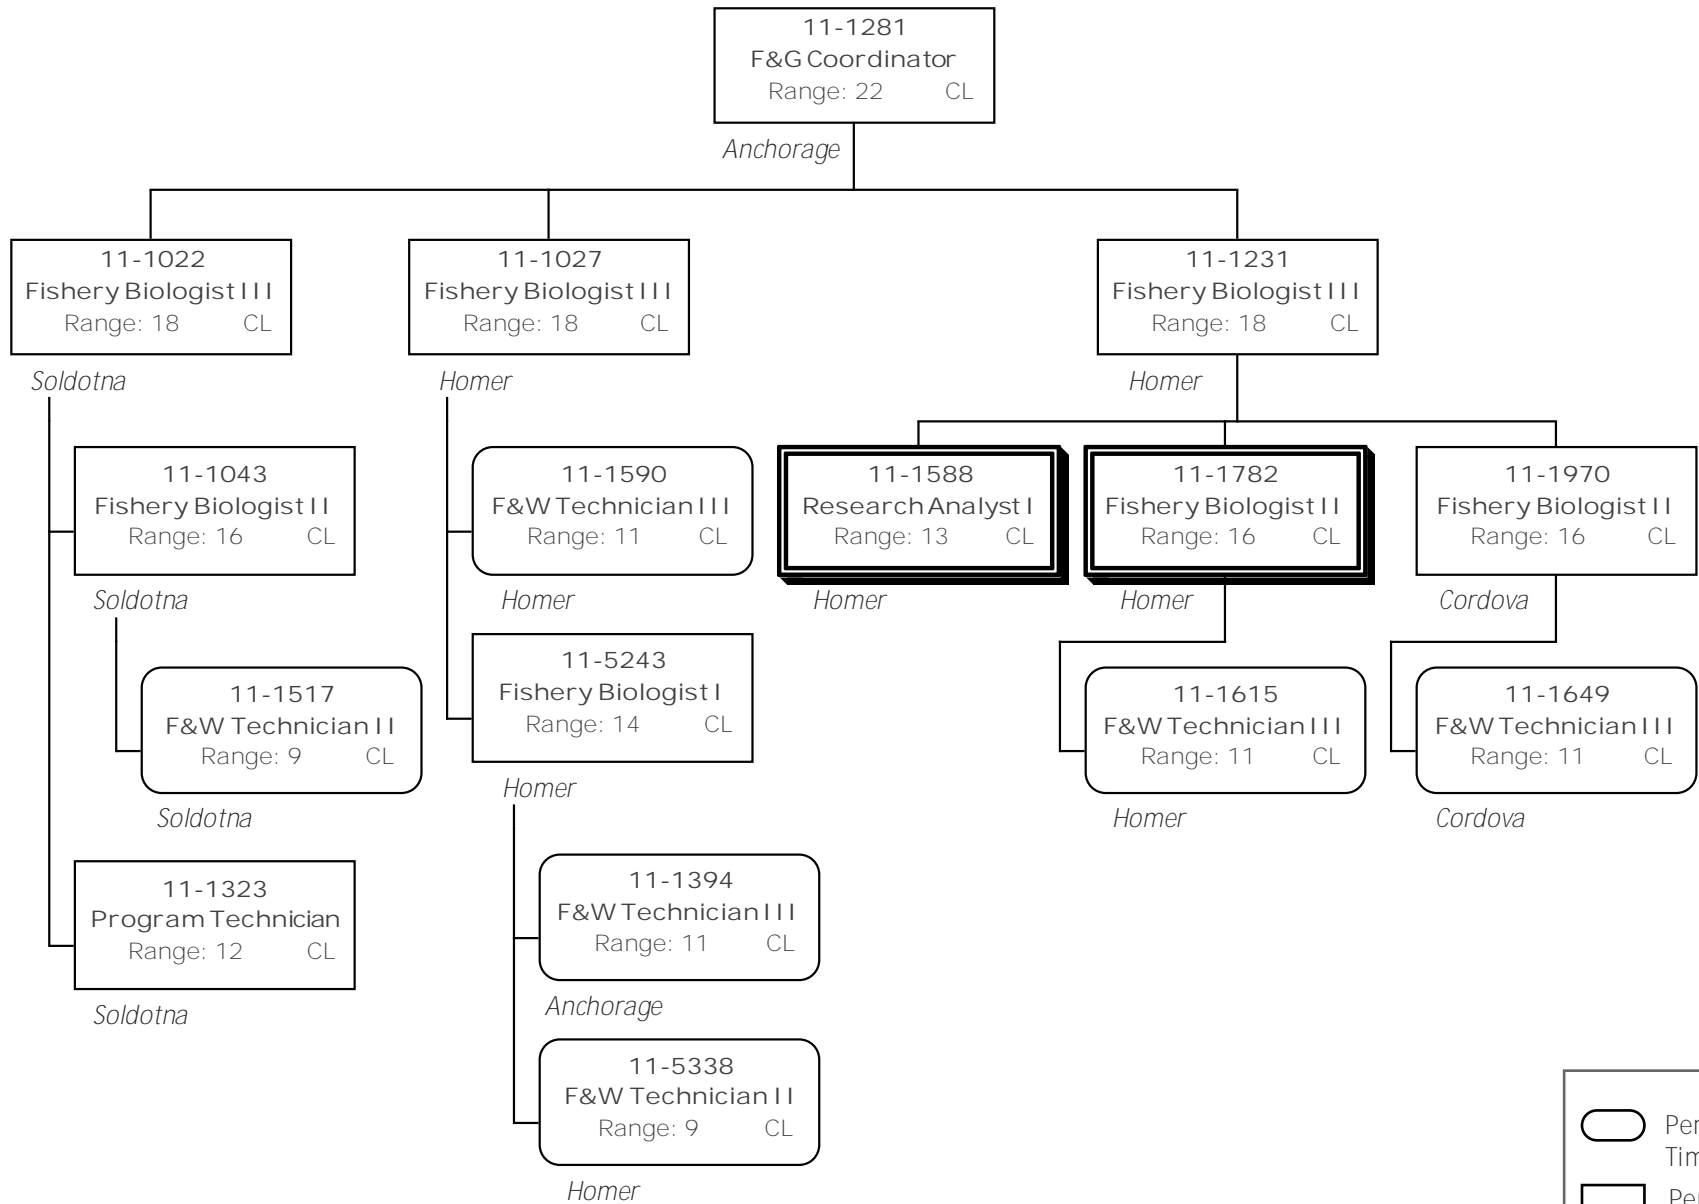 11-1281
F&G Coordinator
Range: 22 CL
Anchorage
11-1022
Fishery Biologist III
Range: 18 CL
Soldotna
11-1027
Fishery Biologist III
Range: 18 CL
Homer
11-1231
Fishery Biologist III
Range: 18 CL
Homer
11-1043
Fishery Biologist II
Range: 16 CL
Soldotna
11-1517
F&W Technician II
Range: 9 CL
Soldotna
11-1323
Program Technician
Range: 12 CL
Soldotna
11-1590
F&W Technician III
Range: 11 CL
Homer
11-5243
Fishery Biologist I
Range: 14 CL
Homer
11-1394
F&W Technician III
Range: 11 CL
Anchorage
11-5338
F&W Technician II
Range: 9 CL
Homer
11-1588
Research Analyst I
Range: 13 CL
Homer
11-1782
Fishery Biologist II
Range: 16 CL
Homer
11-1615
F&W Technician III
Range: 11 CL
Homer
11-1970
Fishery Biologist II
Range: 16 CL
Cordova
11-1649
F&W Technician III
Range: 11 CL
Cordova